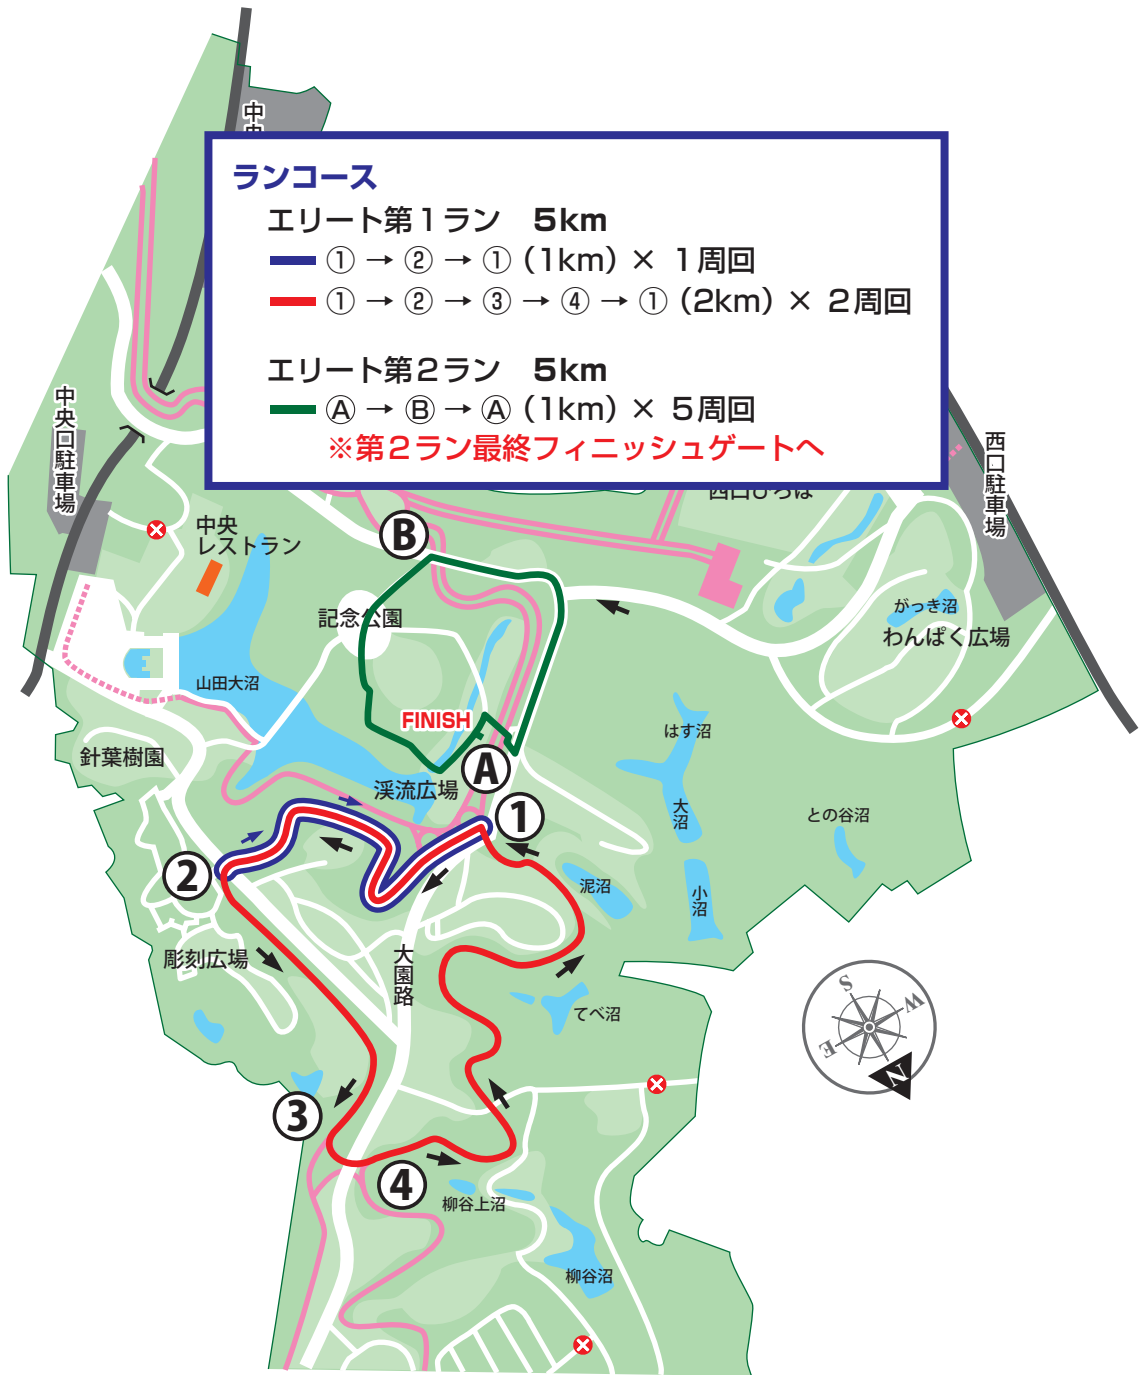 中央
ランコース
エリート第1ラン 5km
① → ② → ① (1km) × 1周回
① → ② → ③ → ④ → ① (2km) × 2周回
エリート第2ラン 5km
Ⓐ → Ⓑ → Ⓐ (1km) × 5周回
※第2ラン最終フィニッシュゲートへ
中央口駐車場
西口駐車場
西口ひろば
B
中央
レストラン
記念公園
がっき沼
わんぱく広場
山田大沼
FINISH
はす沼
針葉樹園
A
渓流広場
1
大沼
との谷沼
2
泥沼
小沼
彫刻広場
大園路
てべ沼
S
W
E
N
3
4
柳谷上沼
柳谷沼